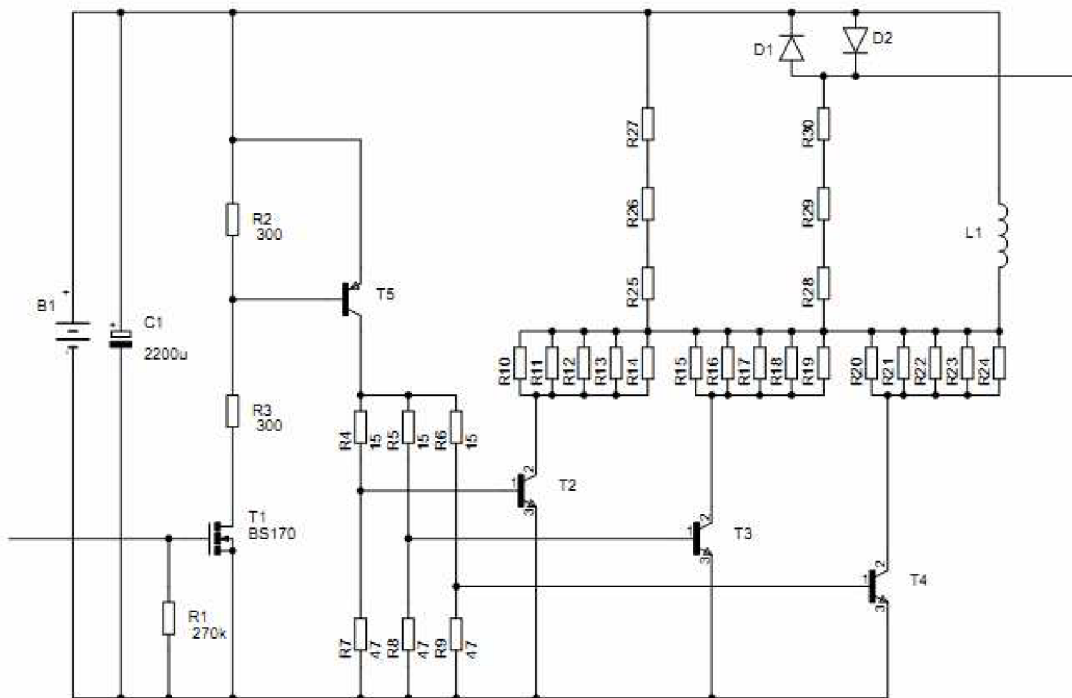 D1
D2
R27
R30
R26
R29
R2
300
L1
R25
R28
T5
B1
+
C1
+
2200u
R10
R11
R12
R13
R14
R15
R16
R17
R18
R19
R20
R21
R22
R23
R24
R3
300
R4
15
R5
15
R6
15
1
2
3
T2
T1
BS170
1
2
3
T3
1
2
3
T4
R1
270k
R7
47
R8
47
R9
47